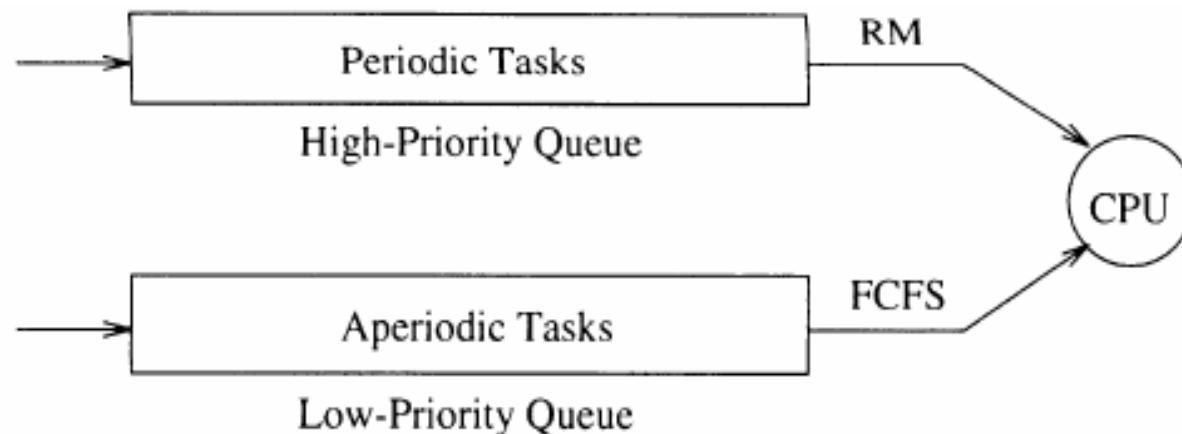 RM
Periodic Tasks
High-Priority Queue
CPU
FCFS
Aperiodic Tasks
Low-Priority Queue